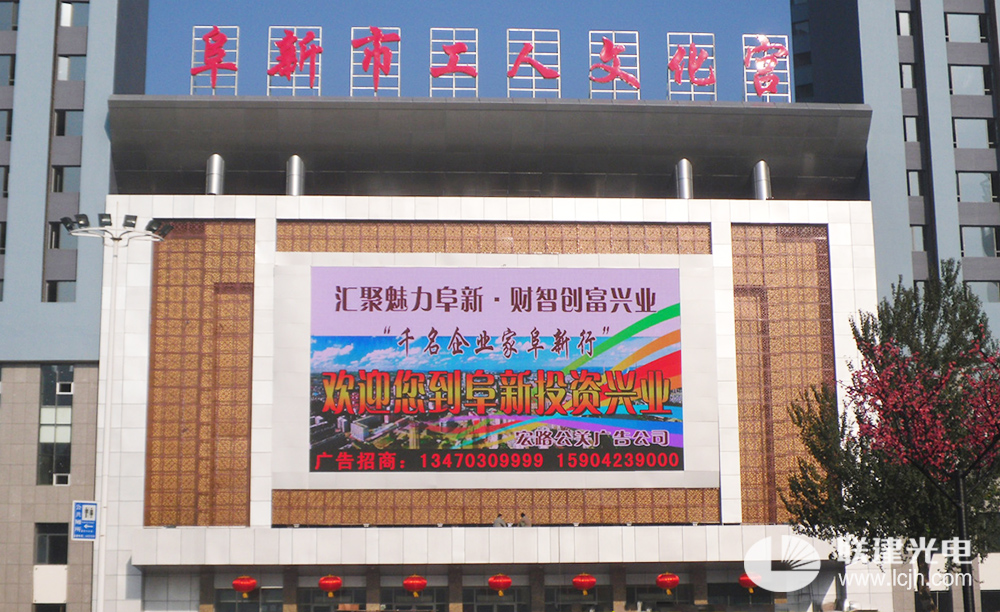 阜新市工人文化宫
汇聚魅力阜新·财智创富兴业
“千名企业家阜新行”
欢迎您到阜新投资兴业
宏路公关广告公司
广告招商：13470309999 15904239000
联建光电
www.lcjh.com